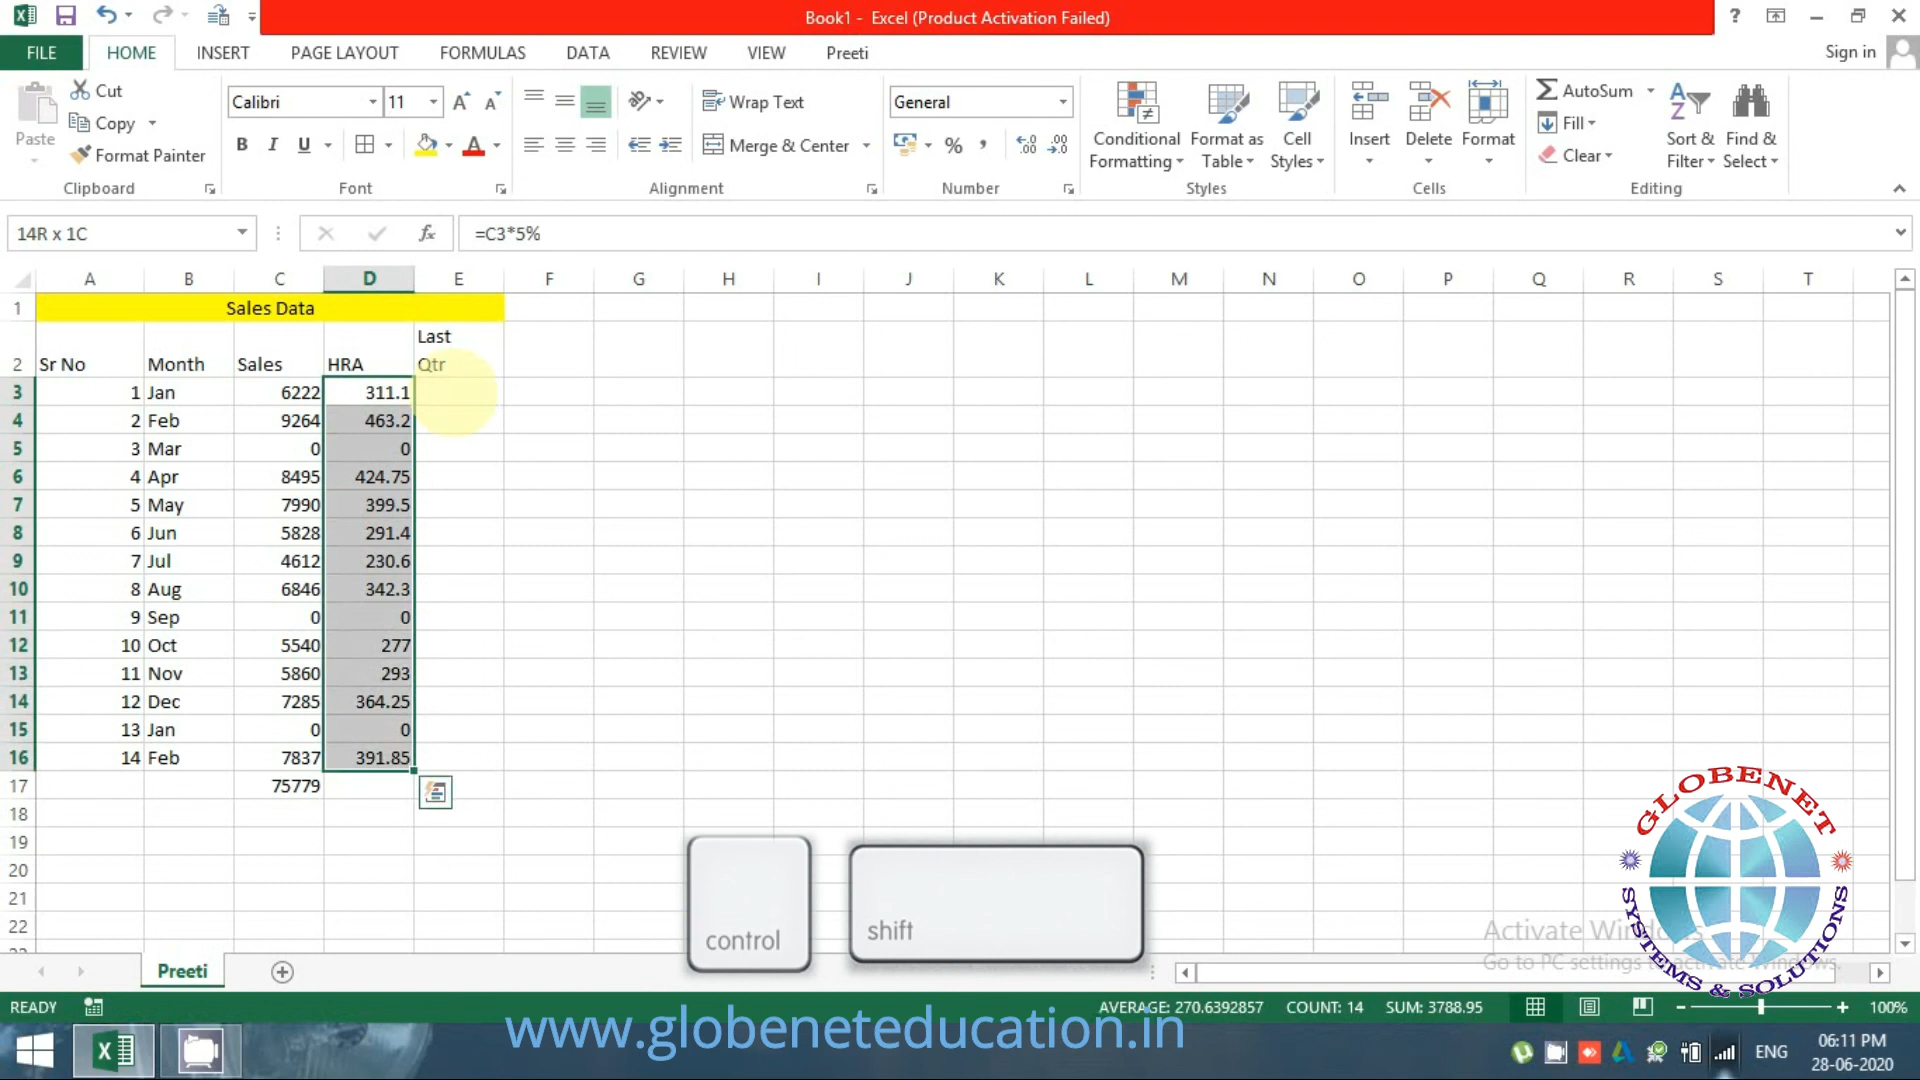 Book1 - Excel (Product Activation Failed)
FILE HOME INSERT PAGE LAYOUT FORMULAS DATA REVIEW VIEW Preeti Sign in
Paste Cut Copy Format Painter Clipboard
Calibri 11 B I U A Font
Wrap Text Merge & Center Alignment
General % Number
Conditional Formatting Format as Table Cell Styles Styles
Insert Delete Format Cells
AutoSum Fill Clear Sort & Filter Find & Select Editing
14R x 1C fx =C3*5%
A B C D E F G H I J K L M N O P Q R S T
1 Sales Data
2 Sr No Month Sales HRA Last Qtr
3 1 Jan 6222 311.1
4 2 Feb 9264 463.2
5 3 Mar 0 0
6 4 Apr 8495 424.75
7 5 May 7990 399.5
8 6 Jun 5828 291.4
9 7 Jul 4612 230.6
10 8 Aug 6846 342.3
11 9 Sep 0 0
12 10 Oct 5540 277
13 11 Nov 5860 293
14 12 Dec 7285 364.25
15 13 Jan 0 0
16 14 Feb 7837 391.85
17 75779
18
19
20
21
22
control shift
GLOBENET
SYSTEMS & SOLUTIONS
Activate
Go to PC settings
Preeti
READY AVERAGE: 270.6392857 COUNT: 14 SUM: 3788.95 100%
www.globeneteducation.in
ENG 06:11 PM
28-06-2020